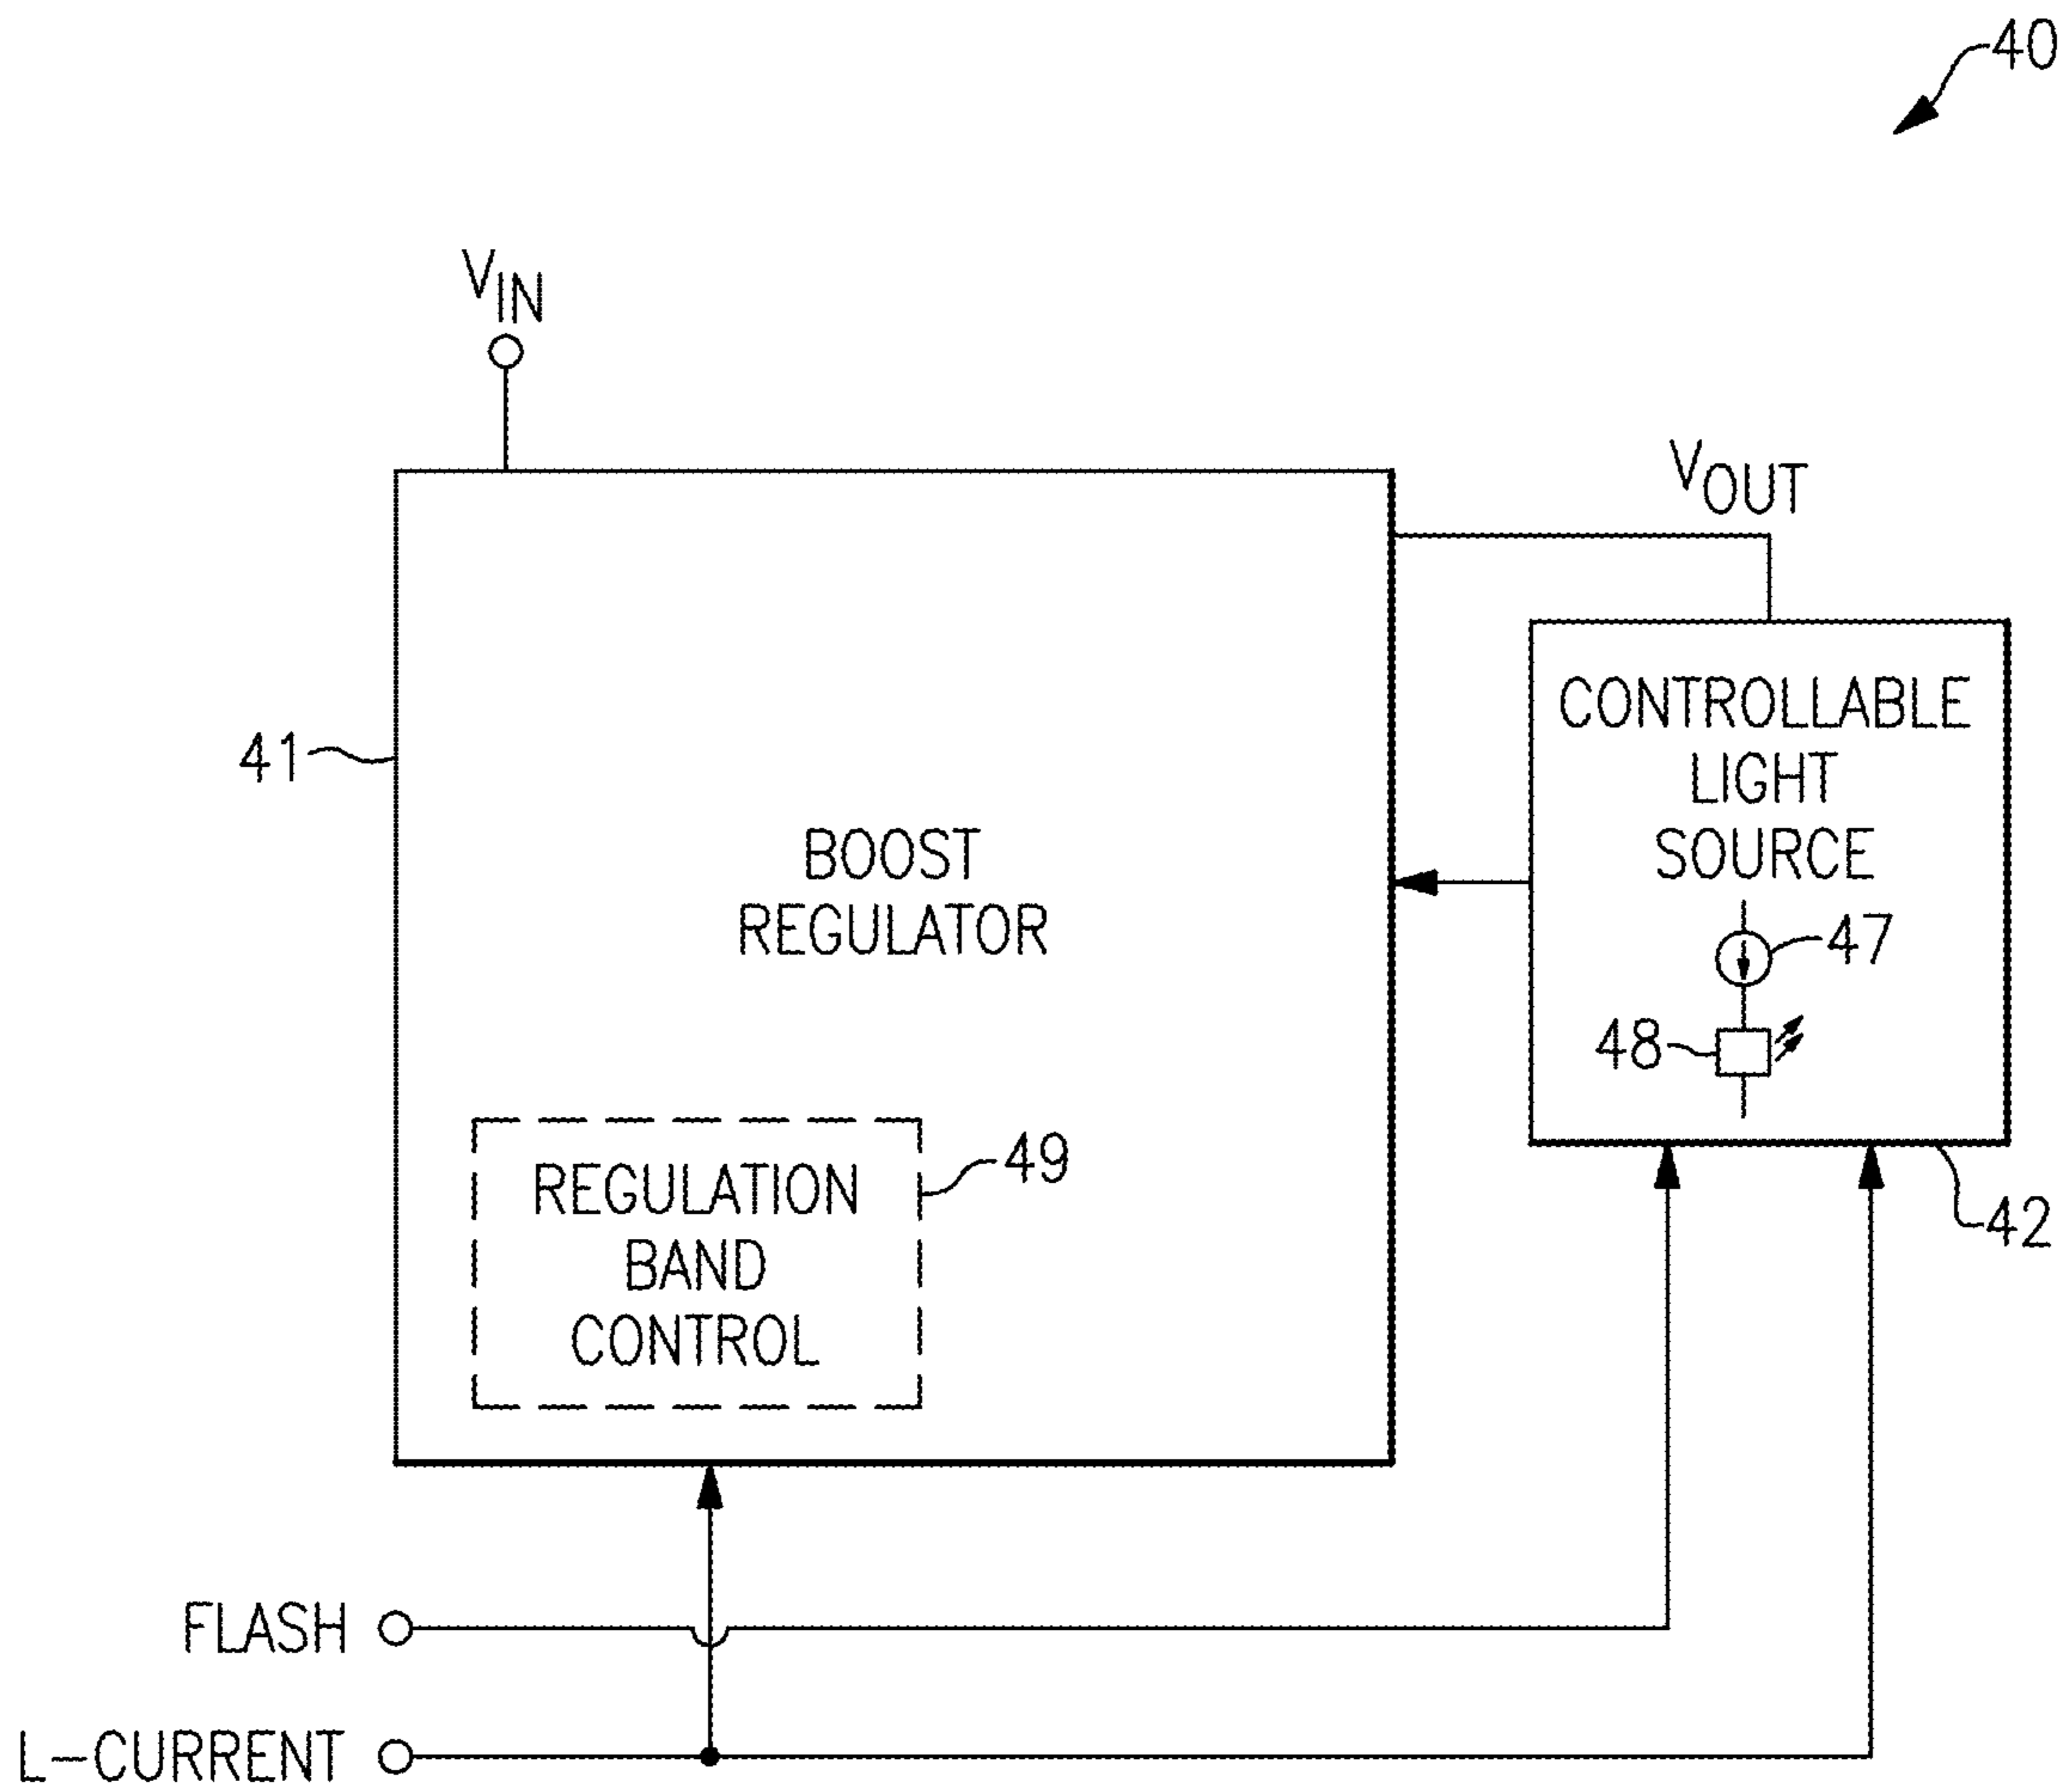 40
VIN
VOUT
41
BOOST
REGULATOR
CONTROLLABLE
LIGHT
SOURCE
47
48
REGULATION
BAND
CONTROL
49
42
FLASH
L-CURRENT